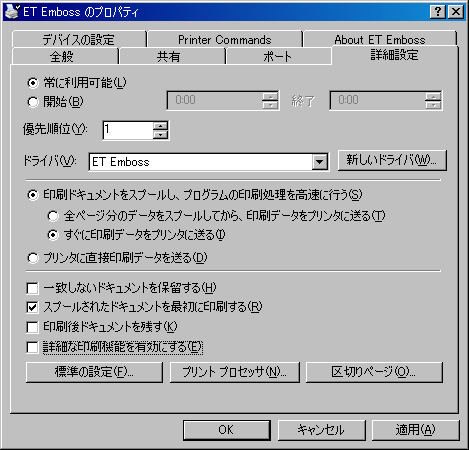 ET Emboss のプロパティ
デバイスの設定 Printer Commands About ET Emboss
全般 共有 ポート 詳細設定
常に利用可能(L)
開始(B) 0:00 終了 0:00
優先順位(Y): 1
ドライバ(V): ET Emboss 新しいドライバ(W)...
印刷ドキュメントをスプールし、プログラムの印刷処理を高速に行う(S)
全ページ分のデータをスプールしてから、印刷データをプリンタに送る(T)
すぐに印刷データをプリンタに送る(I)
プリンタに直接印刷データを送る(D)
一致しないドキュメントを保留する(H)
スプールされたドキュメントを最初に印刷する(R)
印刷後ドキュメントを残す(K)
詳細な印刷機能を有効にする(E)
標準の設定(F)... プリント プロセッサ(N)... 区切りページ(O)...
OK キャンセル 適用(A)